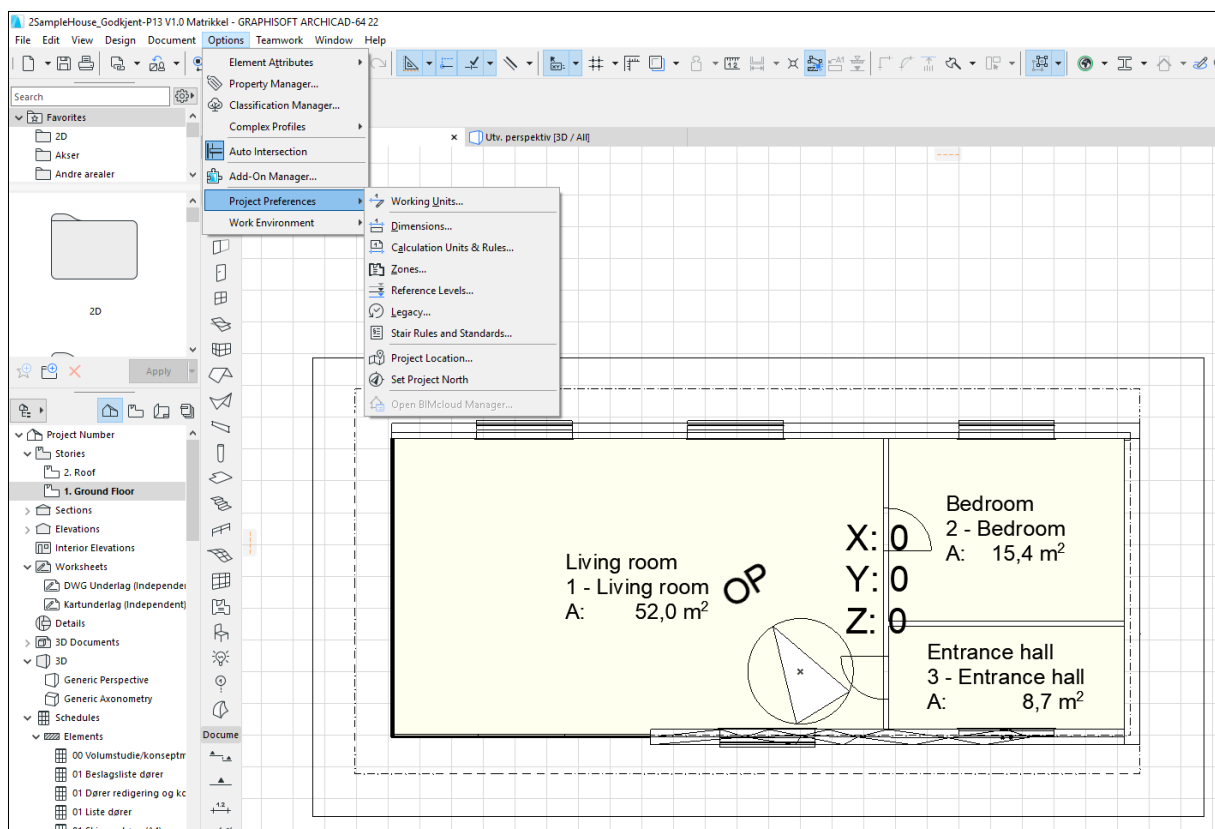 2SampleHouse_Godkjent-P13 V1.0 Matrikkel - GRAPHISOFT ARCHICAD-64 22
File Edit View Design Document Options Teamwork Window Help
Search
Favorites
2D
Akser
Andre arealer
2D
Apply
Project Number
Stories
2. Roof
1. Ground Floor
Sections
Elevations
Interior Elevations
Worksheets
DWG Underlag (Independen
Kartunderlag (Independent)
Details
3D Documents
3D
Generic Perspective
Generic Axonometry
Schedules
Elements
00 Volumstudie/konseptm
01 Beslagsliste dører
01 Dører redigering og ko
01 Liste dører
Docume
1.2
Element Attributes
Property Manager...
Classification Manager...
Complex Profiles
Auto Intersection
Add-On Manager...
Project Preferences
Work Environment
Working Units...
Dimensions...
Calculation Units & Rules...
Zones...
Reference Levels...
Legacy...
Stair Rules and Standards...
Project Location...
Set Project North
Open BIMcloud Manager...
Utv. perspektiv [3D / All]
Living room
1 - Living room
A: 52,0 m²
OP
X: 0
Y: 0
Z: 0
Bedroom
2 - Bedroom
A: 15,4 m²
Entrance hall
3 - Entrance hall
A: 8,7 m²